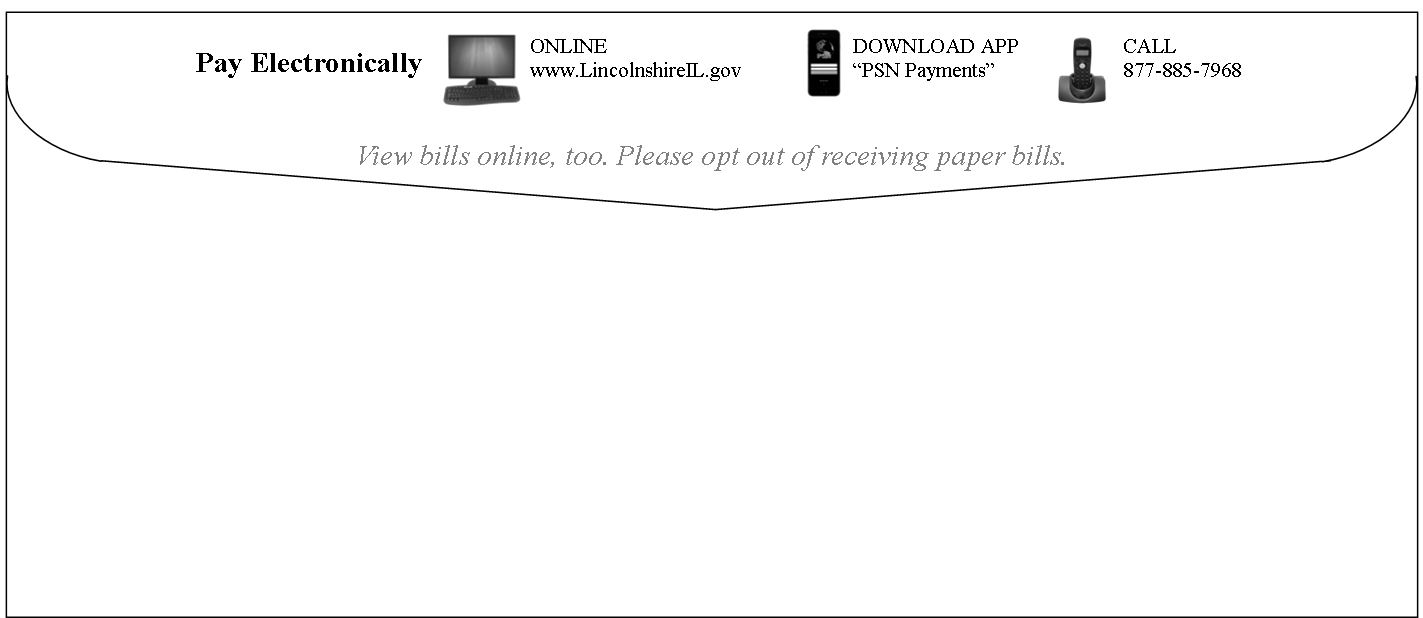 Pay Electronically
ONLINE
www.LincolnshireIL.gov
DOWNLOAD APP
“PSN Payments”
CALL
877-885-7968
View bills online, too. Please opt out of receiving paper bills.